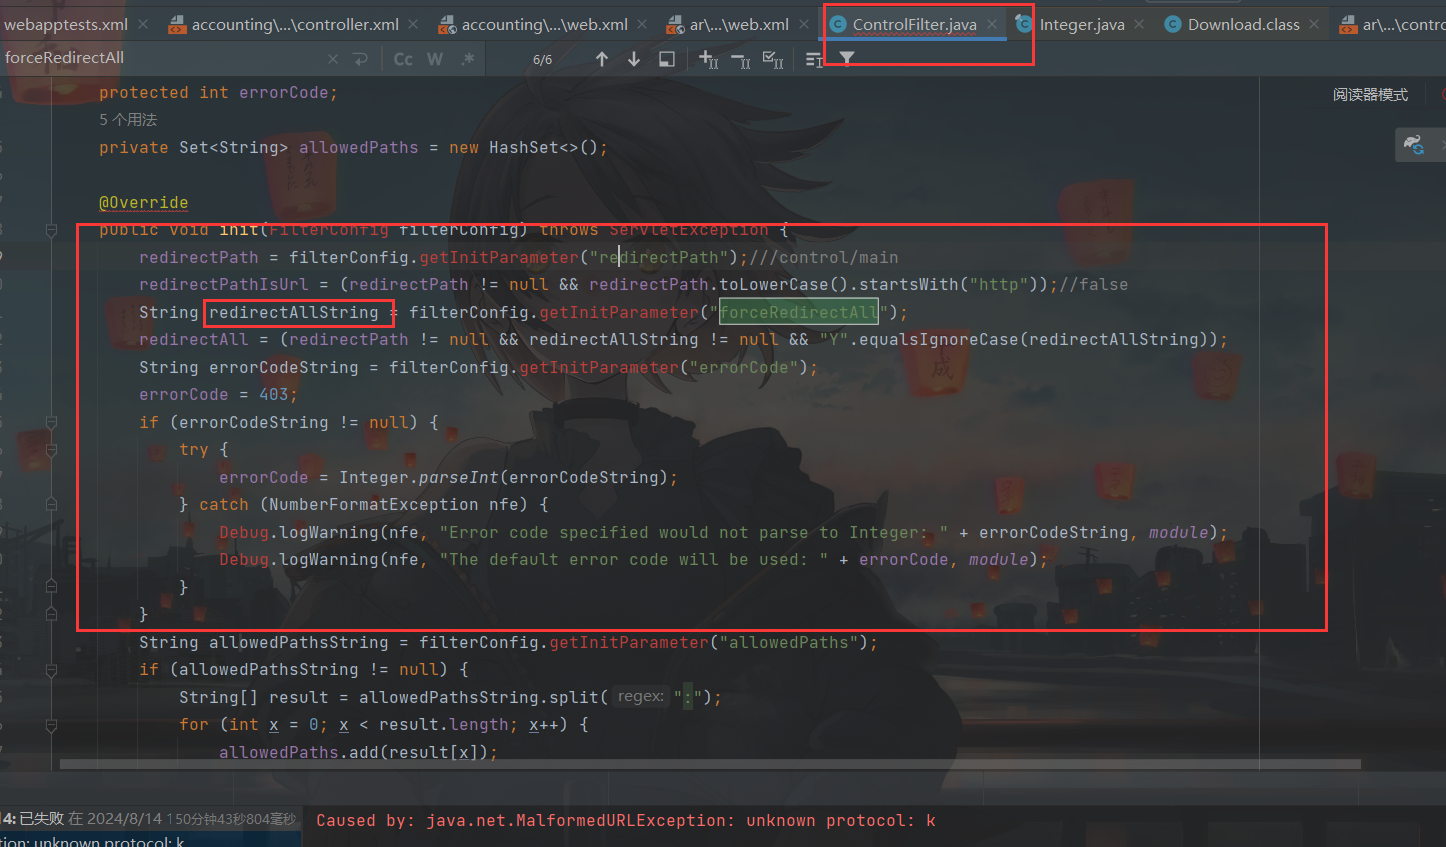 webapptests.xml accounting\...\controller.xml accounting\...\web.xml ar\...\web.xml ControlFilter.java Integer.java Download.class ar\...\contro
forceRedirectAll Cc W .* 6/6
protected int errorCode; 阅读器模式
5 个用法
private Set<String> allowedPaths = new HashSet<>();
@Override
public void init(FilterConfig filterConfig) throws ServletException {
redirectPath = filterConfig.getInitParameter("redirectPath");///control/main
redirectPathIsUrl = (redirectPath != null && redirectPath.toLowerCase().startsWith("http"));//false
String redirectAllString = filterConfig.getInitParameter("forceRedirectAll");
redirectAll = (redirectPath != null && redirectAllString != null && "Y".equalsIgnoreCase(redirectAllString));
String errorCodeString = filterConfig.getInitParameter("errorCode");
errorCode = 403;
if (errorCodeString != null) {
try {
errorCode = Integer.parseInt(errorCodeString);
} catch (NumberFormatException nfe) {
Debug.logWarning(nfe, "Error code specified would not parse to Integer: " + errorCodeString, module);
Debug.logWarning(nfe, "The default error code will be used: " + errorCode, module);
}
}
String allowedPathsString = filterConfig.getInitParameter("allowedPaths");
if (allowedPathsString != null) {
String[] result = allowedPathsString.split( regex: ":");
for (int x = 0; x < result.length; x++) {
allowedPaths.add(result[x]);
4: 已失败 在 2024/8/14 150分钟43秒804毫秒 Caused by: java.net.MalformedURLException: unknown protocol: k
tion: unknown protocol: k